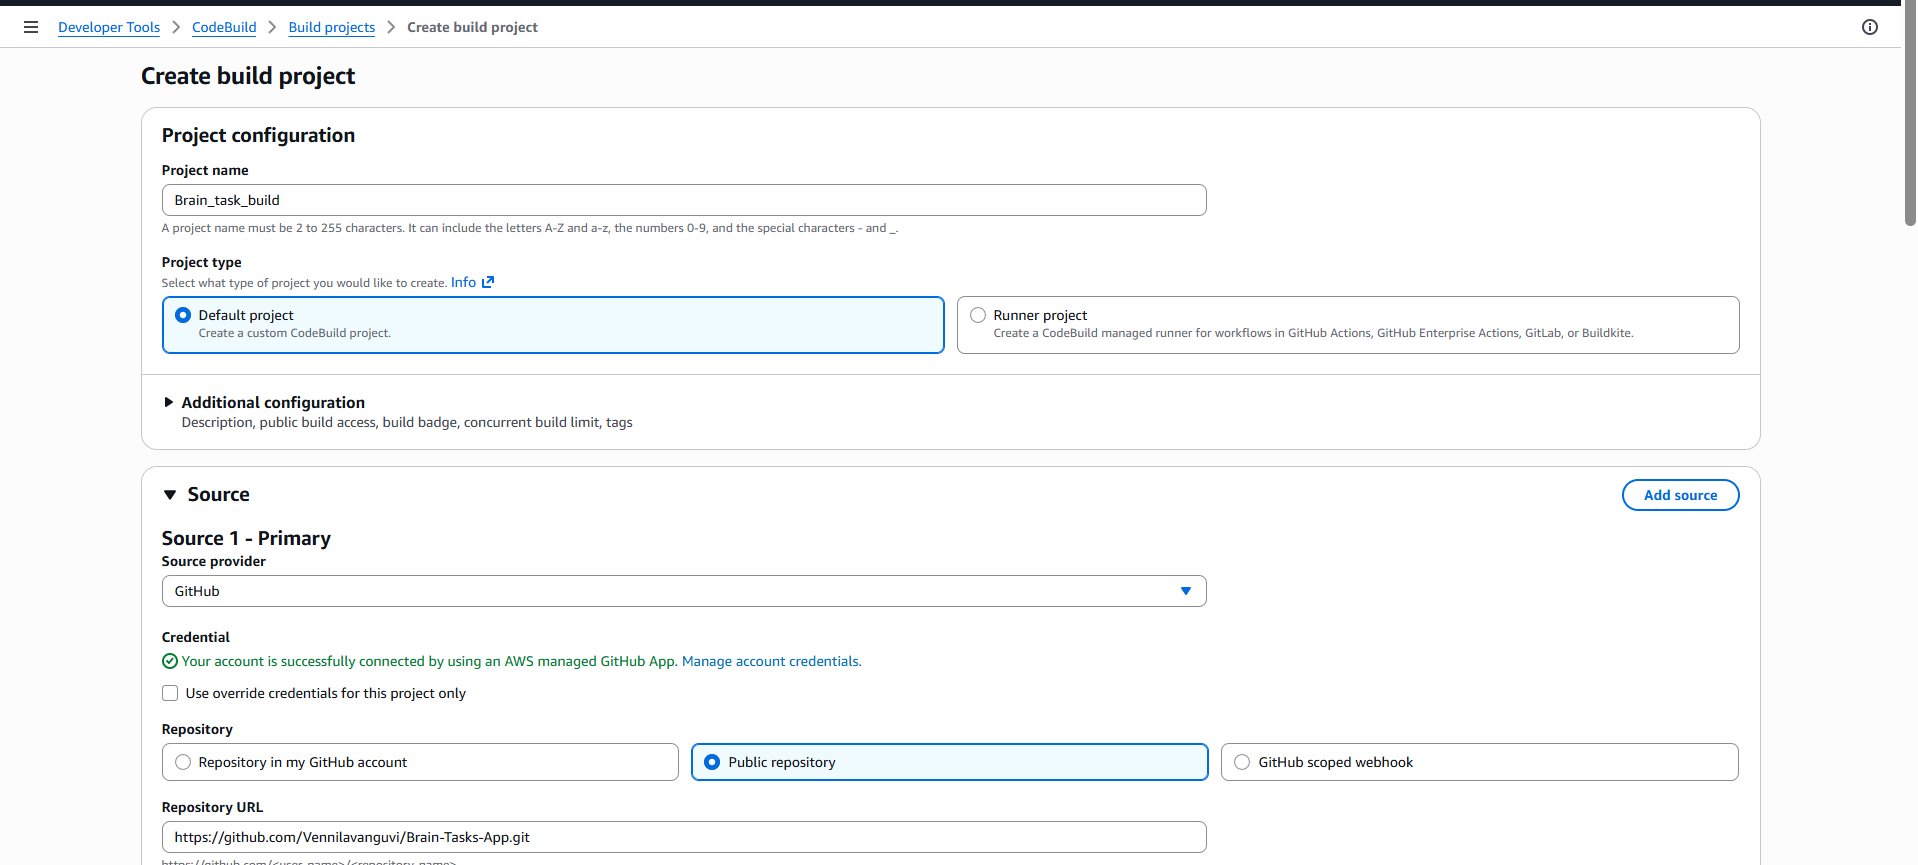 Developer Tools > CodeBuild > Build projects > Create build project
Create build project
Project configuration
Project name
Brain_task_build
A project name must be 2 to 255 characters. It can include the letters A-Z and a-z, the numbers 0-9, and the special characters - and _.
Project type
Select what type of project you would like to create. Info
Default project
Create a custom CodeBuild project.
Runner project
Create a CodeBuild managed runner for workflows in GitHub Actions, GitHub Enterprise Actions, GitLab, or Buildkite.
Additional configuration
Description, public build access, build badge, concurrent build limit, tags
Source
Add source
Source 1 - Primary
Source provider
GitHub
Credential
Your account is successfully connected by using an AWS managed GitHub App. Manage account credentials.
Use override credentials for this project only
Repository
Repository in my GitHub account
Public repository
GitHub scoped webhook
Repository URL
https://github.com/Vennilavanguvi/Brain-Tasks-App.git
https://github.com/<user-name>/<repository-name>